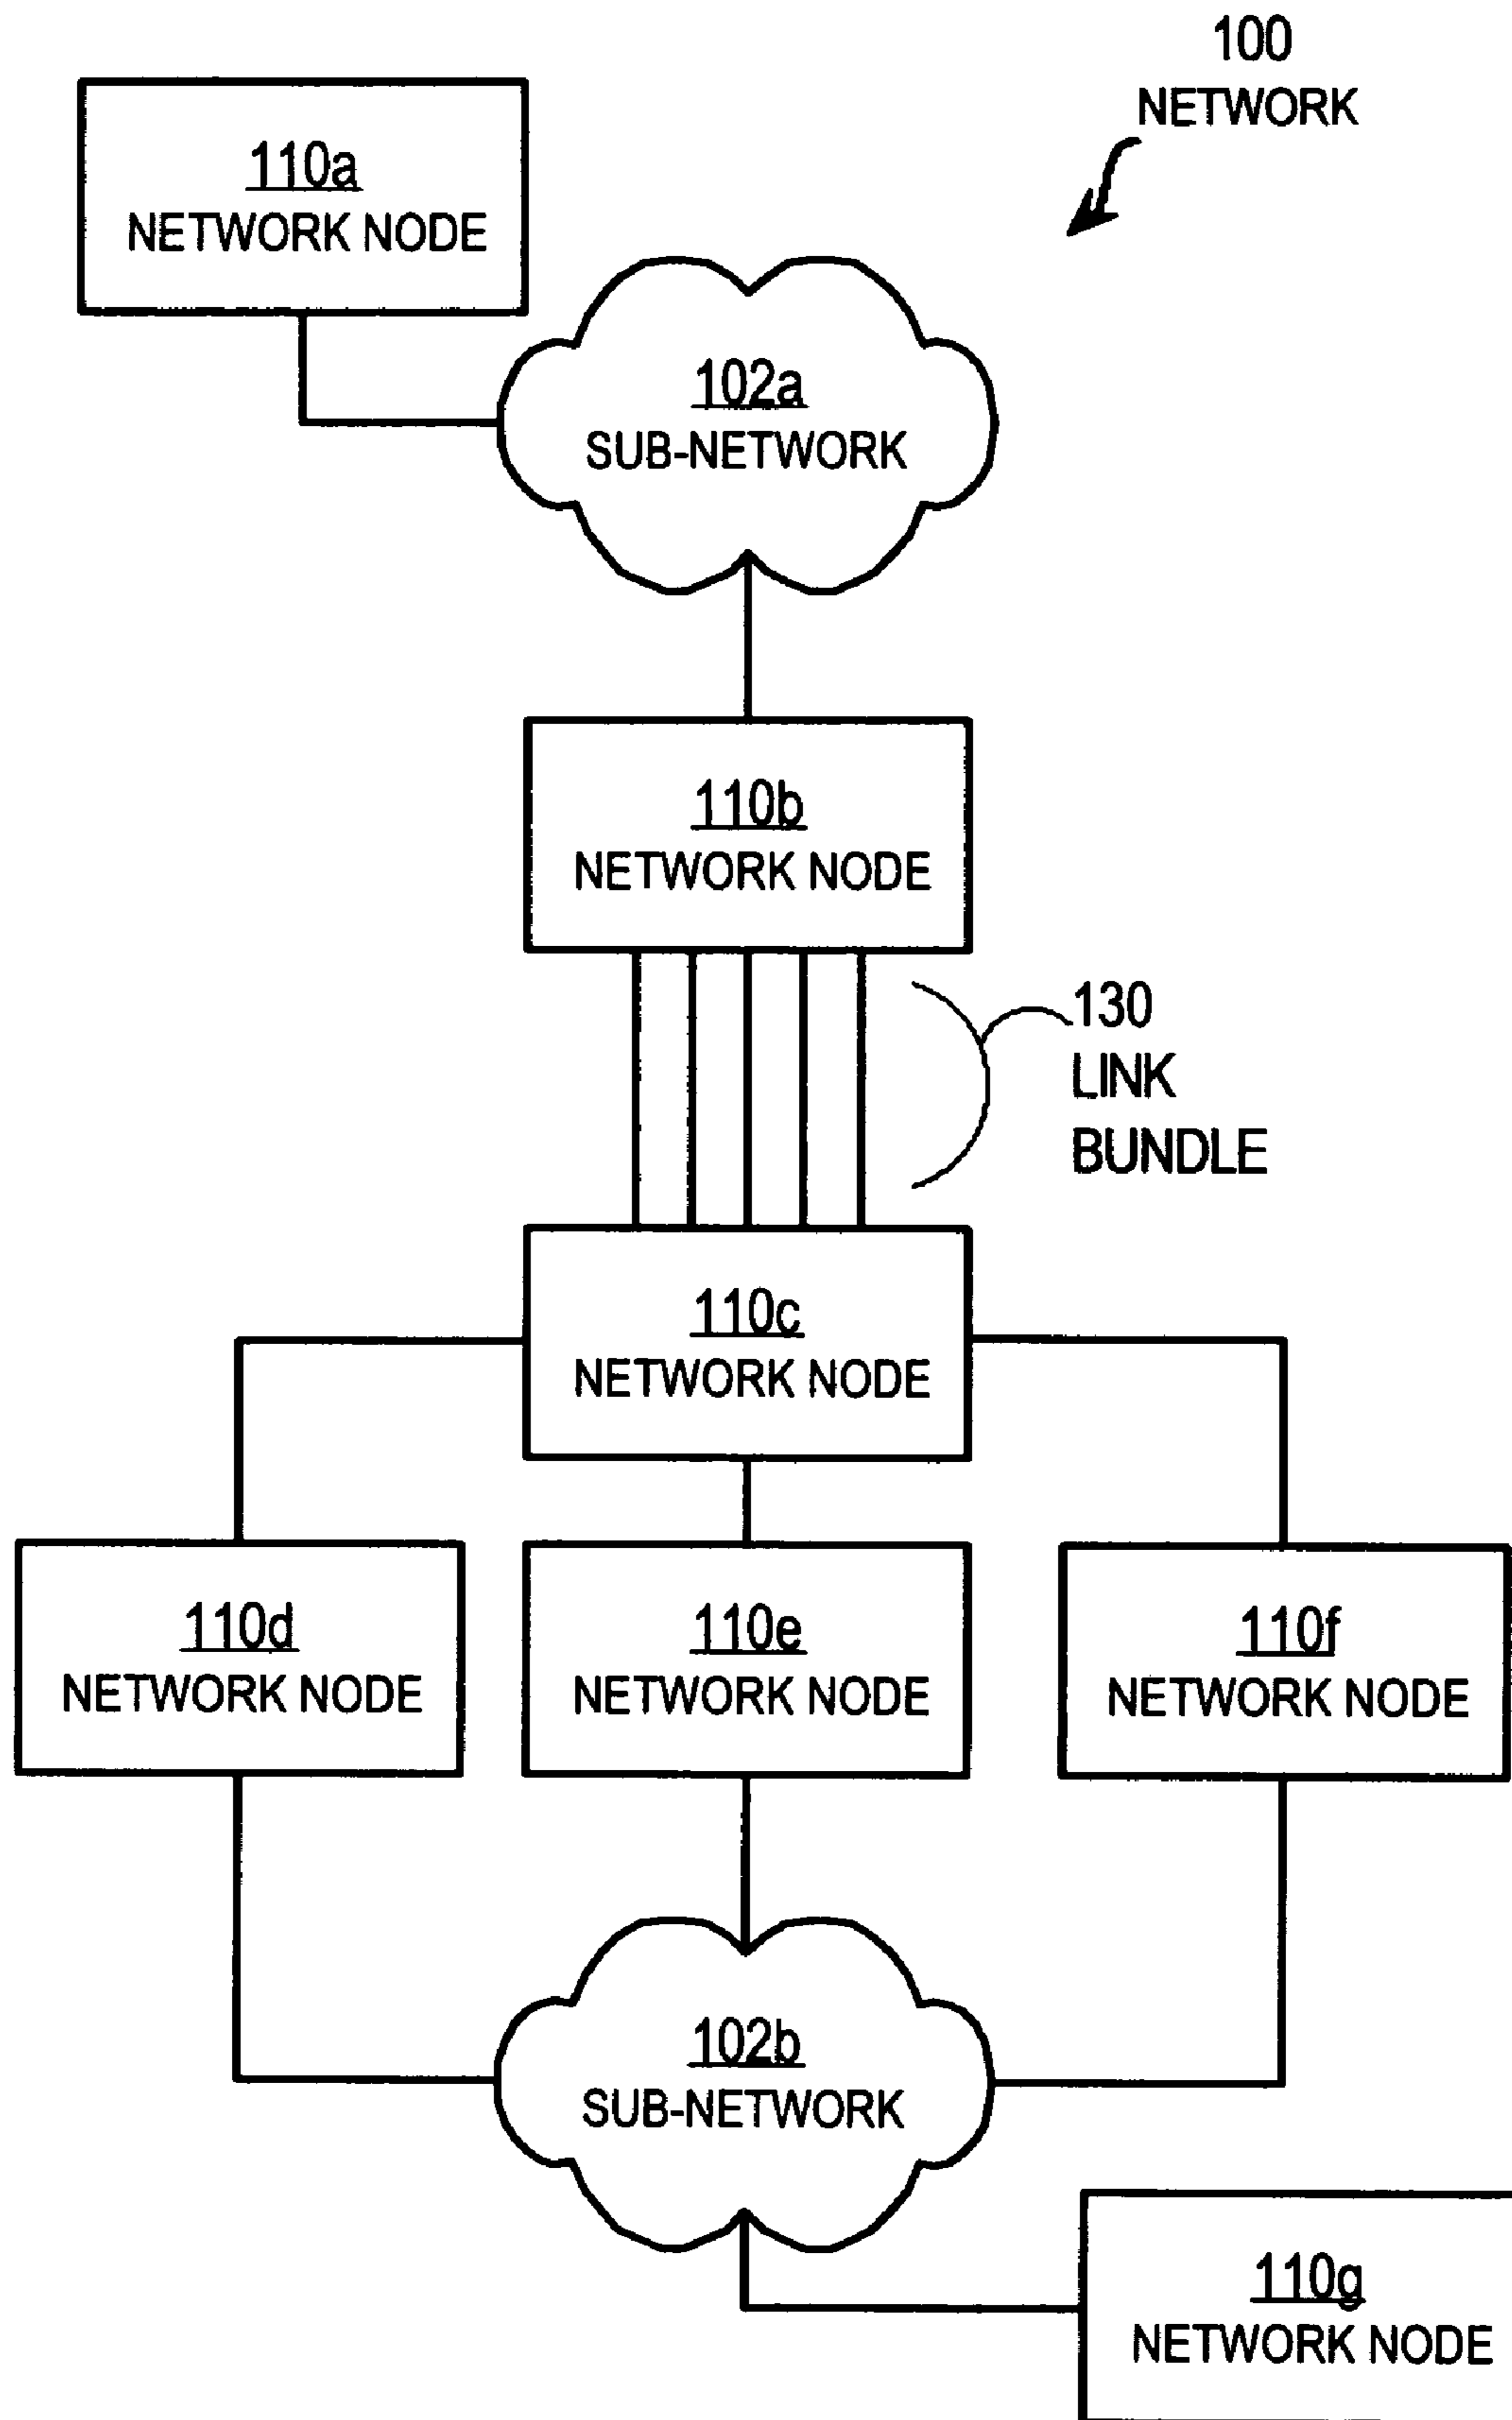 100
NETWORK
110a
NETWORK NODE
102a
SUB-NETWORK
110b
NETWORK NODE
130
LINK
BUNDLE
110c
NETWORK NODE
110d
NETWORK NODE
110e
NETWORK NODE
110f
NETWORK NODE
102b
SUB-NETWORK
110g
NETWORK NODE